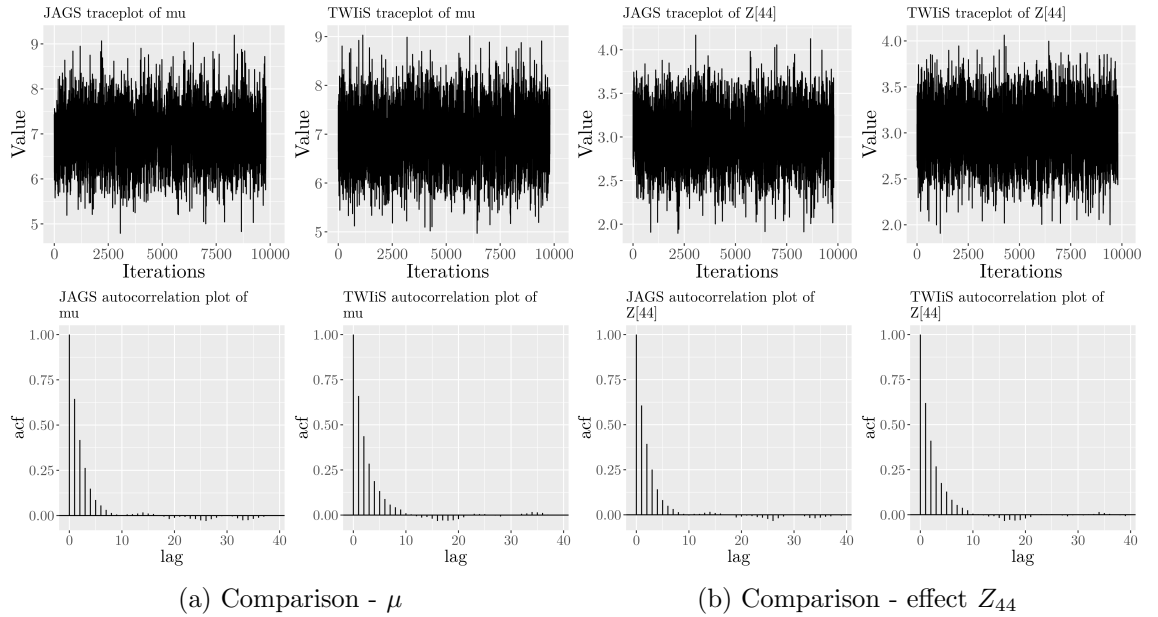 JAGS traceplot of mu
Value
9
8
7
6
5
0 2500 5000 7500 10000
Iterations
TWIiS traceplot of mu
Value
9
8
7
6
5
0 2500 5000 7500 10000
Iterations
JAGS traceplot of Z[44]
Value
4.0
3.5
3.0
2.5
2.0
0 2500 5000 7500 10000
Iterations
TWIiS traceplot of Z[44]
Value
4.0
3.5
3.0
2.5
2.0
0 2500 5000 7500 10000
Iterations
JAGS autocorrelation plot of
mu
acf
1.00
0.75
0.50
0.25
0.00
0 10 20 30 40
lag
TWIiS autocorrelation plot of
mu
acf
1.00
0.75
0.50
0.25
0.00
0 10 20 30 40
lag
JAGS autocorrelation plot of
Z[44]
acf
1.00
0.75
0.50
0.25
0.00
0 10 20 30 40
lag
TWIiS autocorrelation plot of
Z[44]
acf
1.00
0.75
0.50
0.25
0.00
0 10 20 30 40
lag
(a) Comparison - μ
(b) Comparison - effect Z₄₄